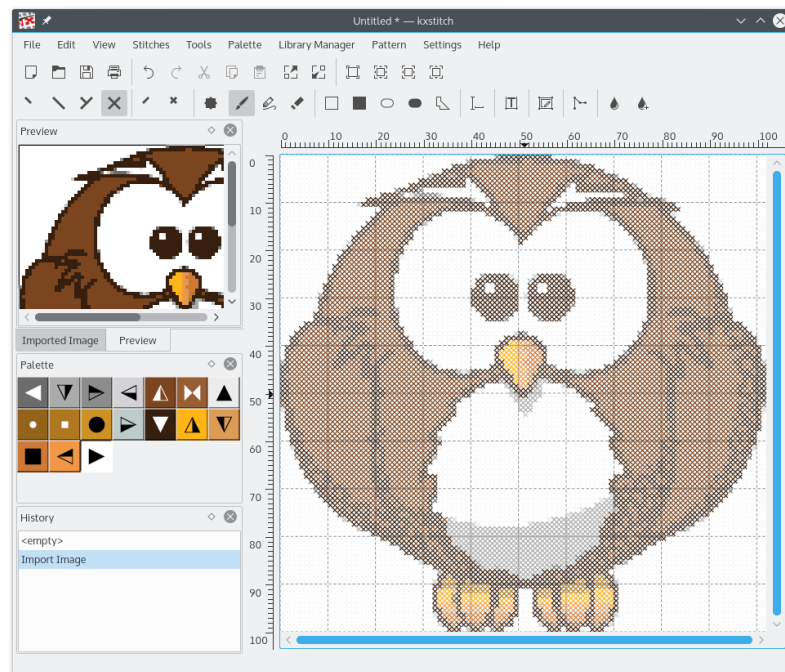 Untitled * — kxstitch
File Edit View Stitches Tools Palette Library Manager Pattern Settings Help
Preview
0 10 20 30 40 50 60 70 80 90 100
0
10
20
30
40
50
60
70
80
90
100
Imported Image Preview
Palette
History
<empty>
Import Image